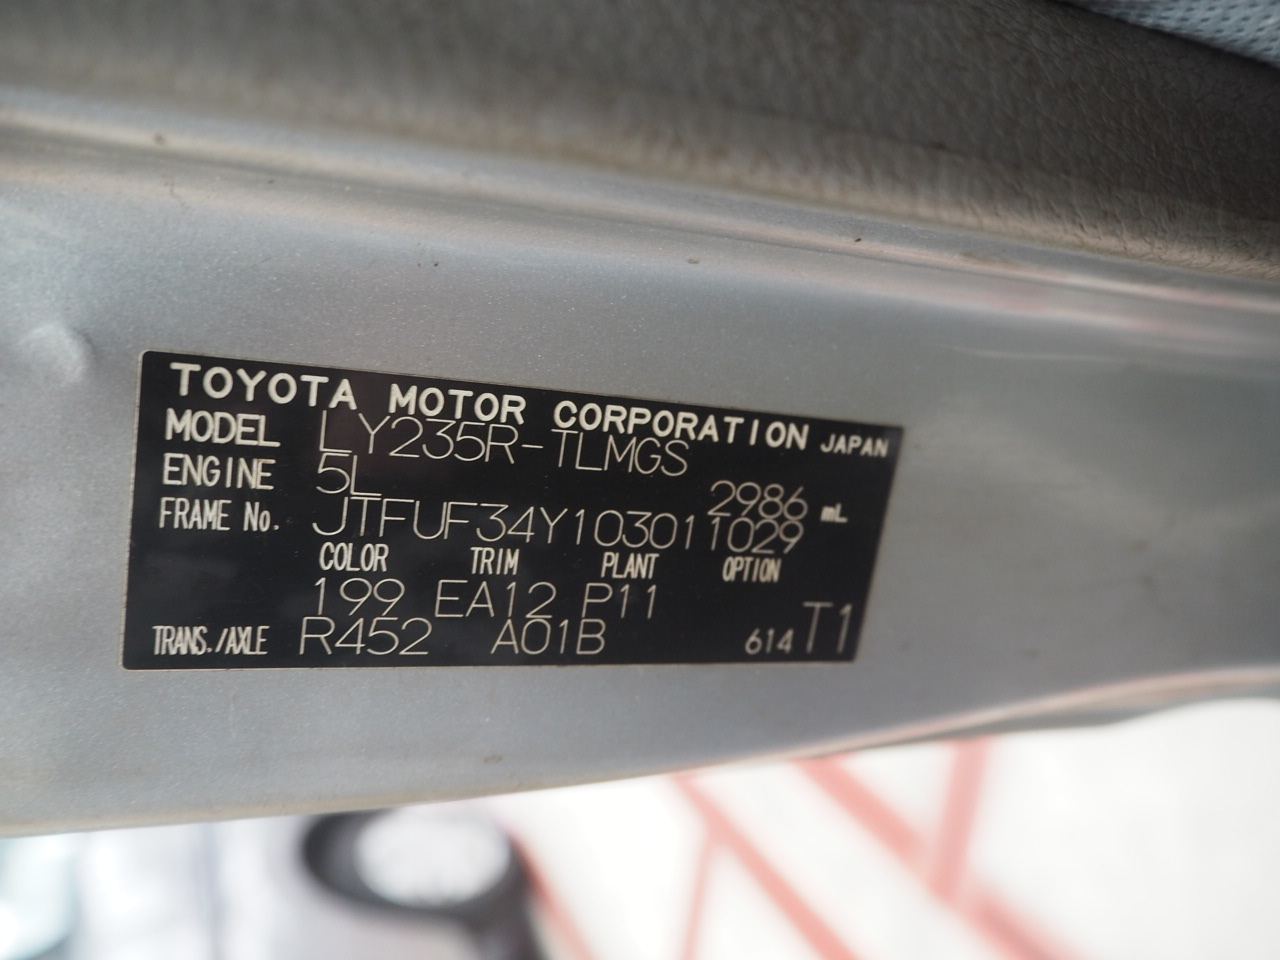 TOYOTA MOTOR CORPORATION JAPAN
MODEL LY235R-TLMGS
ENGINE 5L 2986 mL
FRAME No. JTFUF34Y103011029
COLOR TRIM PLANT OPTION
199 EA12 P11
TRANS./AXLE R452 A01B 614 T1